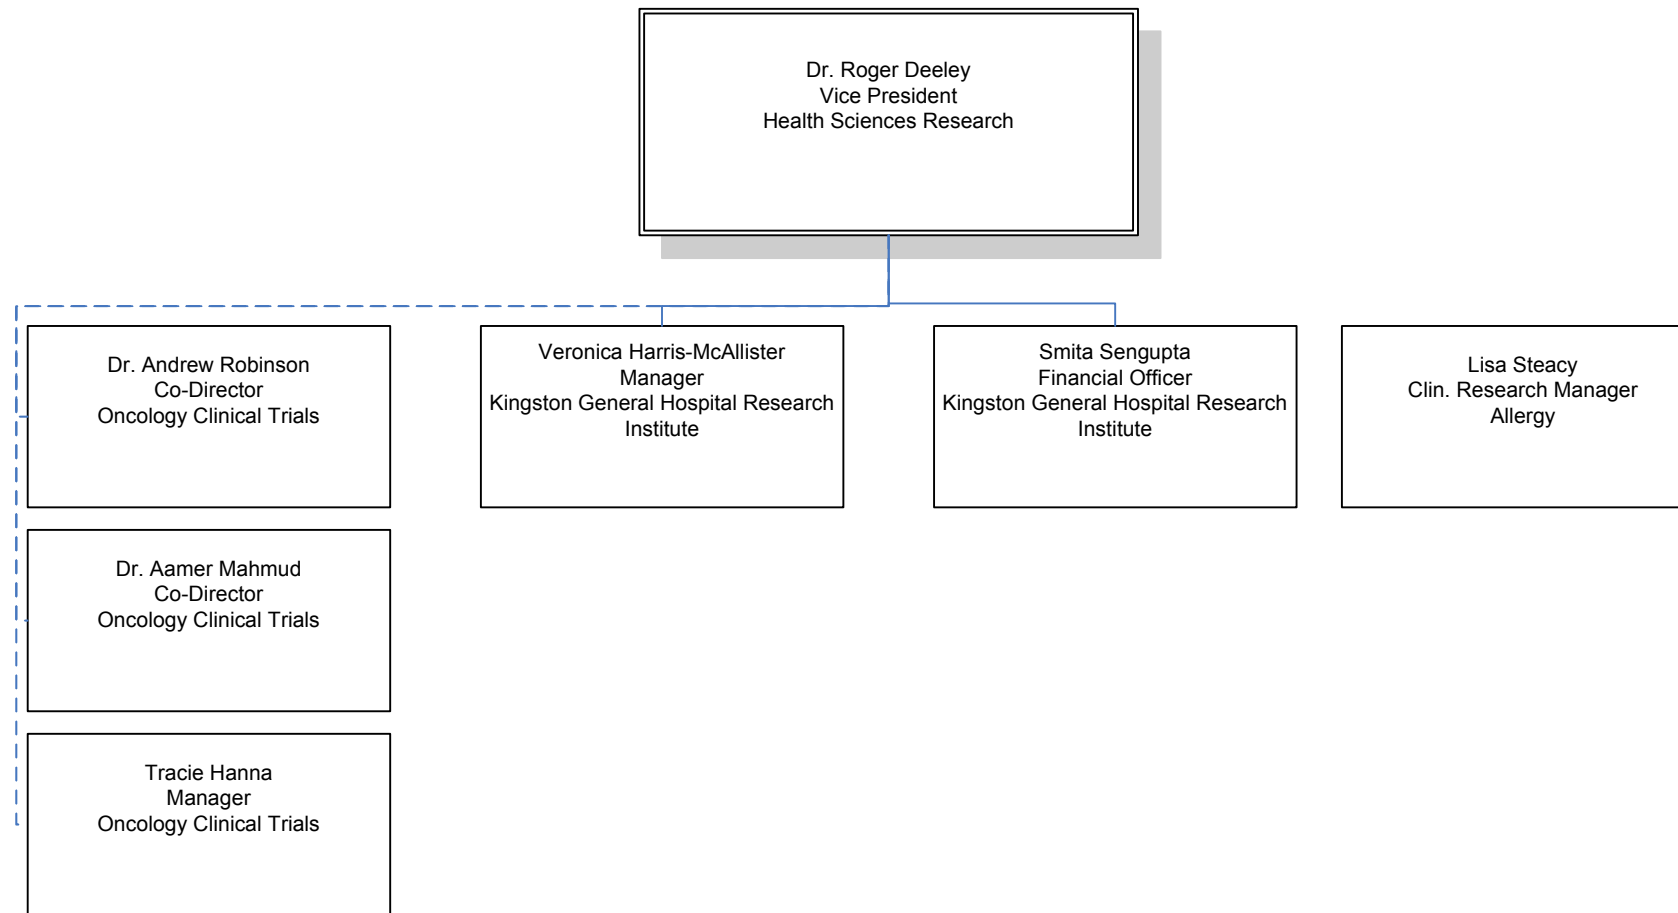 Dr. Roger Deeley
Vice President
Health Sciences Research
Dr. Andrew Robinson
Co-Director
Oncology Clinical Trials
Veronica Harris-McAllister
Manager
Kingston General Hospital Research
Institute
Smita Sengupta
Financial Officer
Kingston General Hospital Research
Institute
Lisa Steacy
Clin. Research Manager
Allergy
Dr. Aamer Mahmud
Co-Director
Oncology Clinical Trials
Tracie Hanna
Manager
Oncology Clinical Trials